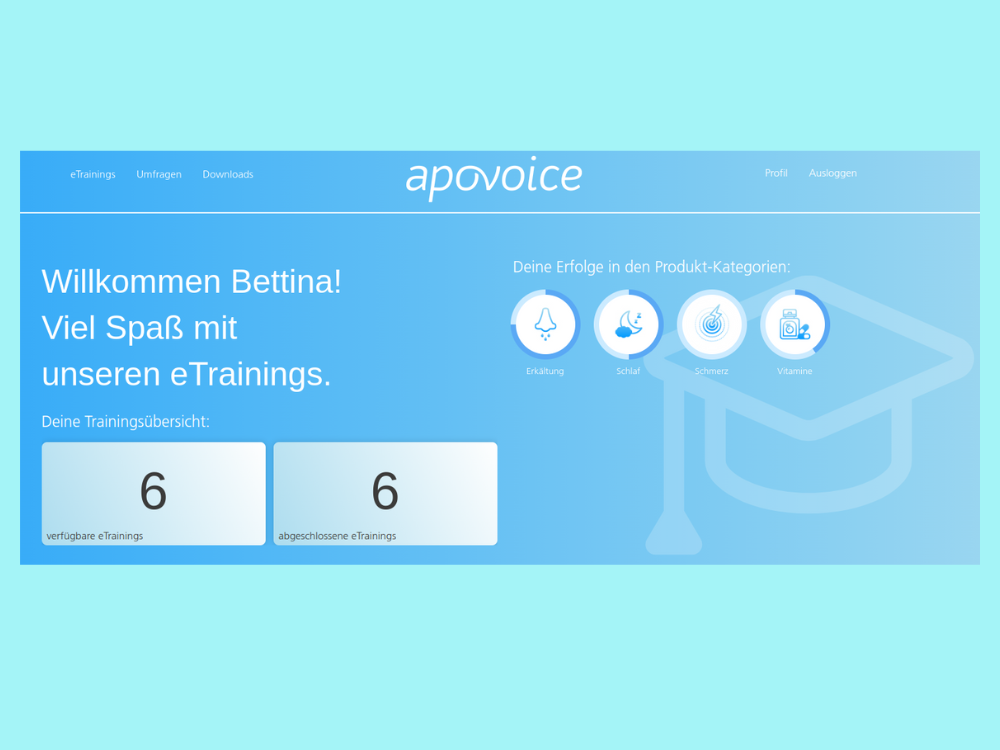 eTrainings Umfragen Downloads
apovoice
Profil Ausloggen
Willkommen Bettina!
Viel Spaß mit
unseren eTrainings.
Deine Trainingsübersicht:
6
verfügbare eTrainings
6
abgeschlossene eTrainings
Deine Erfolge in den Produkt-Kategorien:
Erkältung Schlaf Schmerz Vitamine